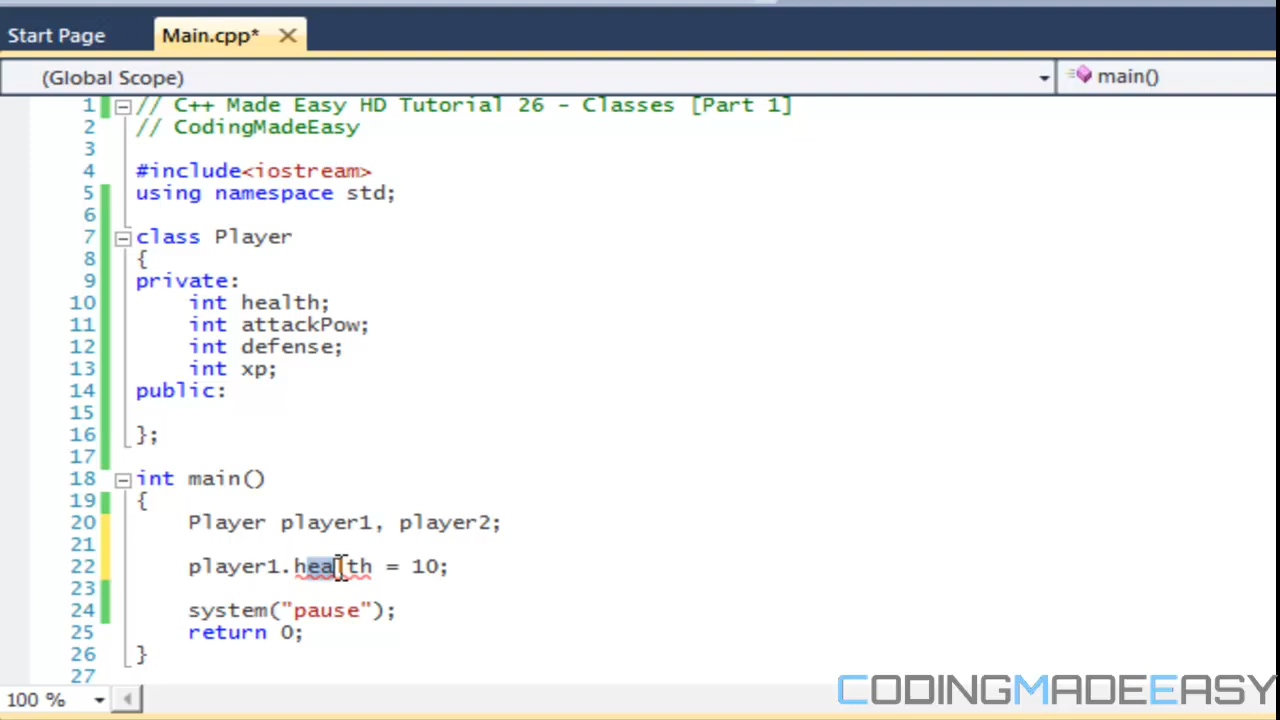 Start Page
Main.cpp*
(Global Scope)
main()
1 // C++ Made Easy HD Tutorial 26 - Classes [Part 1]
2 // CodingMadeEasy
3
4 #include<iostream>
5 using namespace std;
6
7 class Player
8 {
9 private:
10 int health;
11 int attackPow;
12 int defense;
13 int xp;
14 public:
15
16 };
17
18 int main()
19 {
20 Player player1, player2;
21
22 player1.health = 10;
23
24 system("pause");
25 return 0;
26 }
27
100 %
CODINGMADEEASY